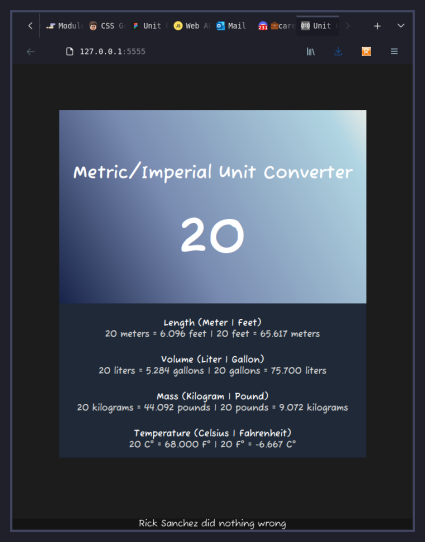 Modul
CSS G
Unit
Web A
Mail
car
Unit
127.0.0.1:5555
Metric/Imperial Unit Converter
20
Length (Meter | Feet)
20 meters = 6.096 feet | 20 feet = 65.617 meters
Volume (Liter | Gallon)
20 liters = 5.284 gallons | 20 gallons = 75.700 liters
Mass (Kilogram | Pound)
20 kilograms = 44.092 pounds | 20 pounds = 9.072 kilograms
Temperature (Celsius | Fahrenheit)
20 C° = 68.000 F° | 20 F° = -6.667 C°
Rick Sanchez did nothing wrong